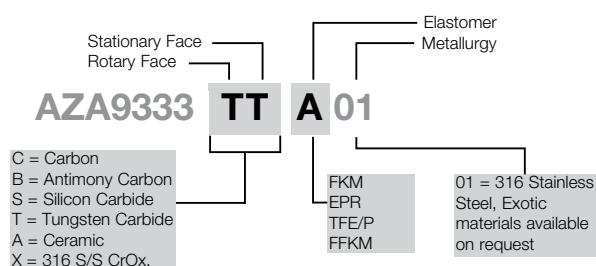 Elastomer
Stationary Face
Metallurgy
Rotary Face
AZA9333 TT A 01
C = Carbon
B = Antimony Carbon
S = Silicon Carbide
T = Tungsten Carbide
A = Ceramic
X = 316 S/S CrOx.
FKM
EPR
TFE/P
FFKM
01 = 316 Stainless
Steel, Exotic
materials available
on request